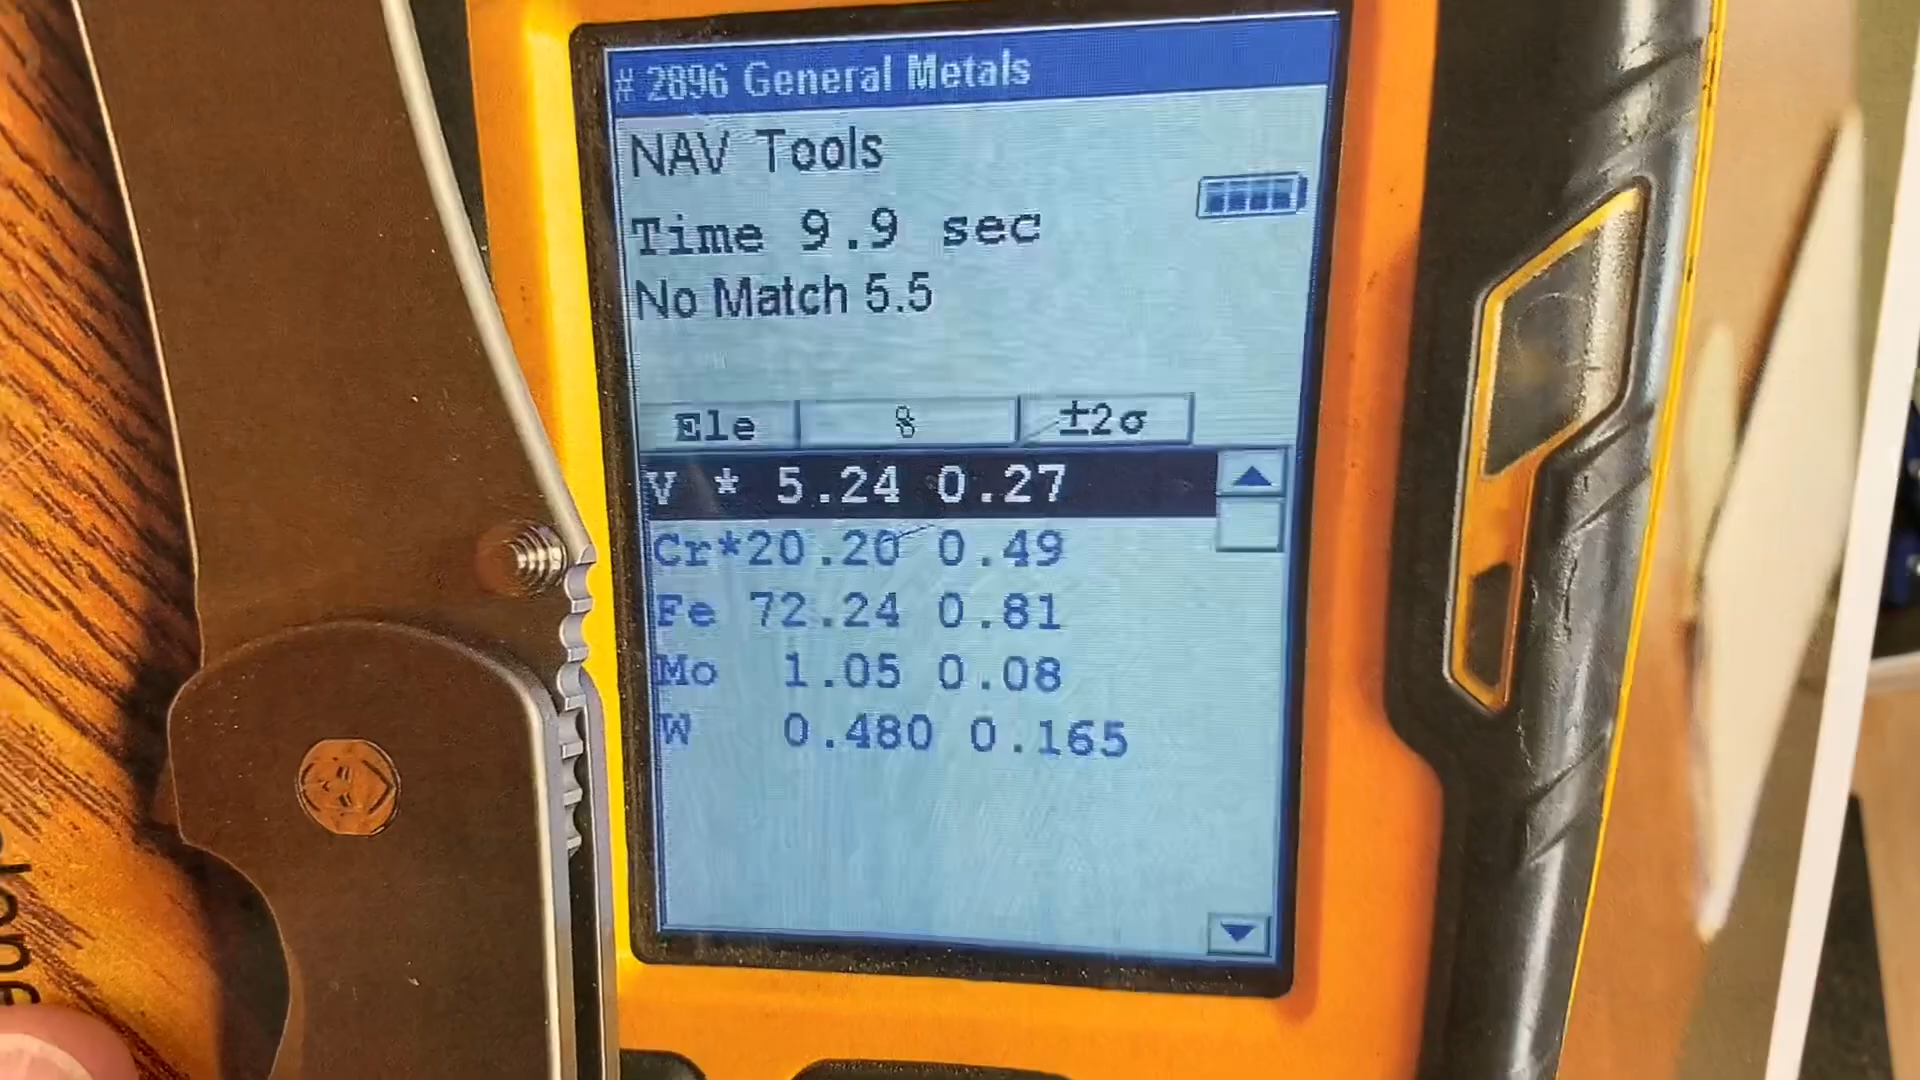 # 2896 General Metals
NAV Tools
Time 9.9 sec
No Match 5.5
Ele % ±2σ
V * 5.24 0.27
Cr*20.20 0.49
Fe 72.24 0.81
Mo 1.05 0.08
W 0.480 0.165